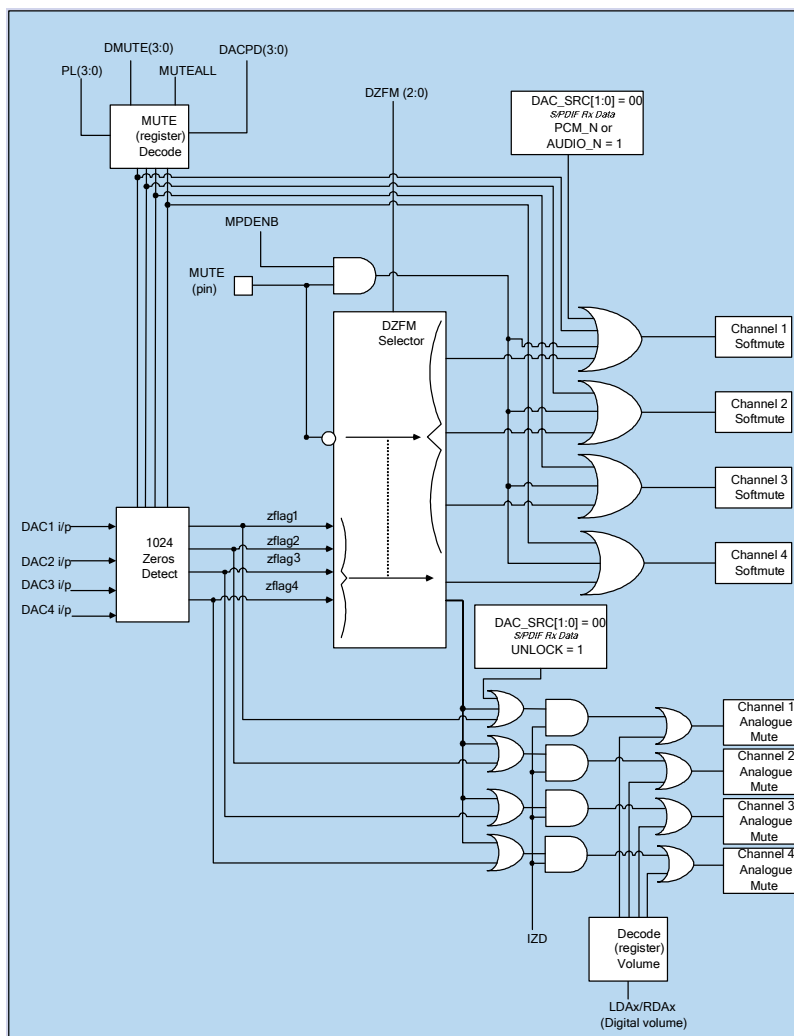 DMUTE(3:0)
DACPD(3:0)
PL(3:0)
MUTEALL
MUTE
(register)
Decode
DZFM (2:0)
DAC_SRC[1:0] = 00
S/PDIF Rx Data
PCM_N or
AUDIO_N = 1
MPDENB
MUTE
(pin)
DZFM
Selector
Channel 1
Softmute
Channel 2
Softmute
Channel 3
Softmute
Channel 4
Softmute
DAC1 i/p
DAC2 i/p
DAC3 i/p
DAC4 i/p
1024
Zeros
Detect
zflag1
zflag2
zflag3
zflag4
DAC_SRC[1:0] = 00
S/PDIF Rx Data
UNLOCK = 1
Channel 1
Analogue
Mute
Channel 2
Analogue
Mute
Channel 3
Analogue
Mute
Channel 4
Analogue
Mute
IZD
Decode
(register)
Volume
LDAx/RDAx
(Digital volume)